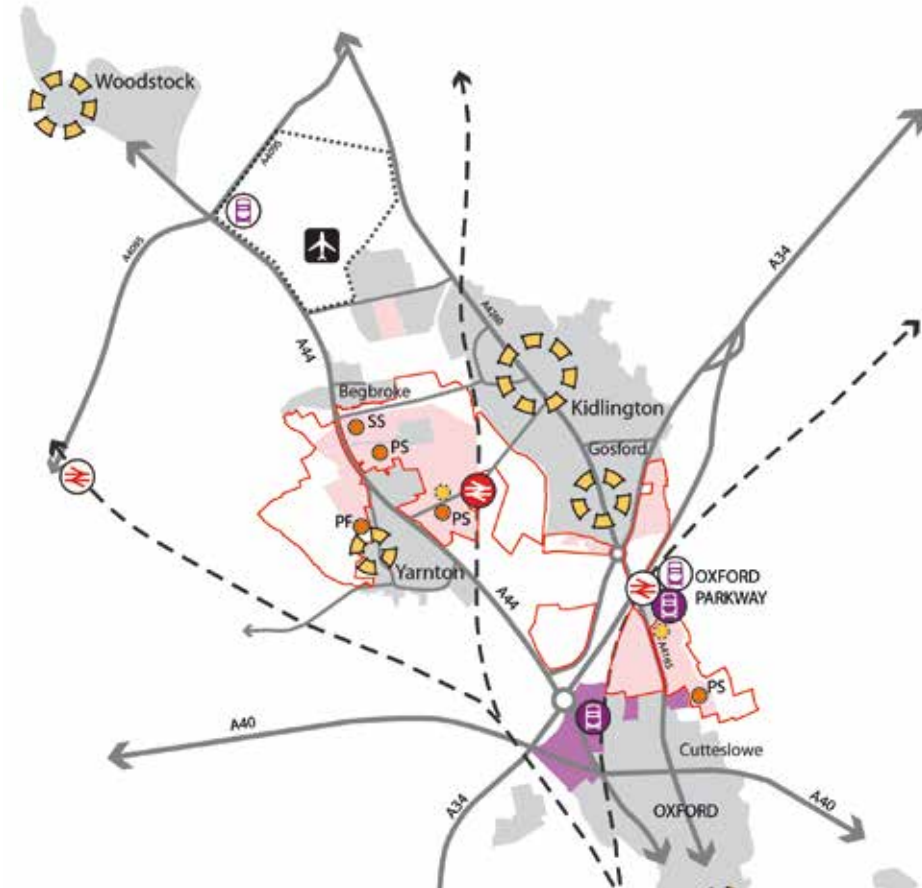 Woodstock
A4095
A4095
A34
A4260
A44
Begbroke
Kidlington
SS
Gosford
PS
PF
PS
Yarnton
OXFORD
PARKWAY
A44
A4165
PS
A40
Cutteslowe
A34
OXFORD
A40